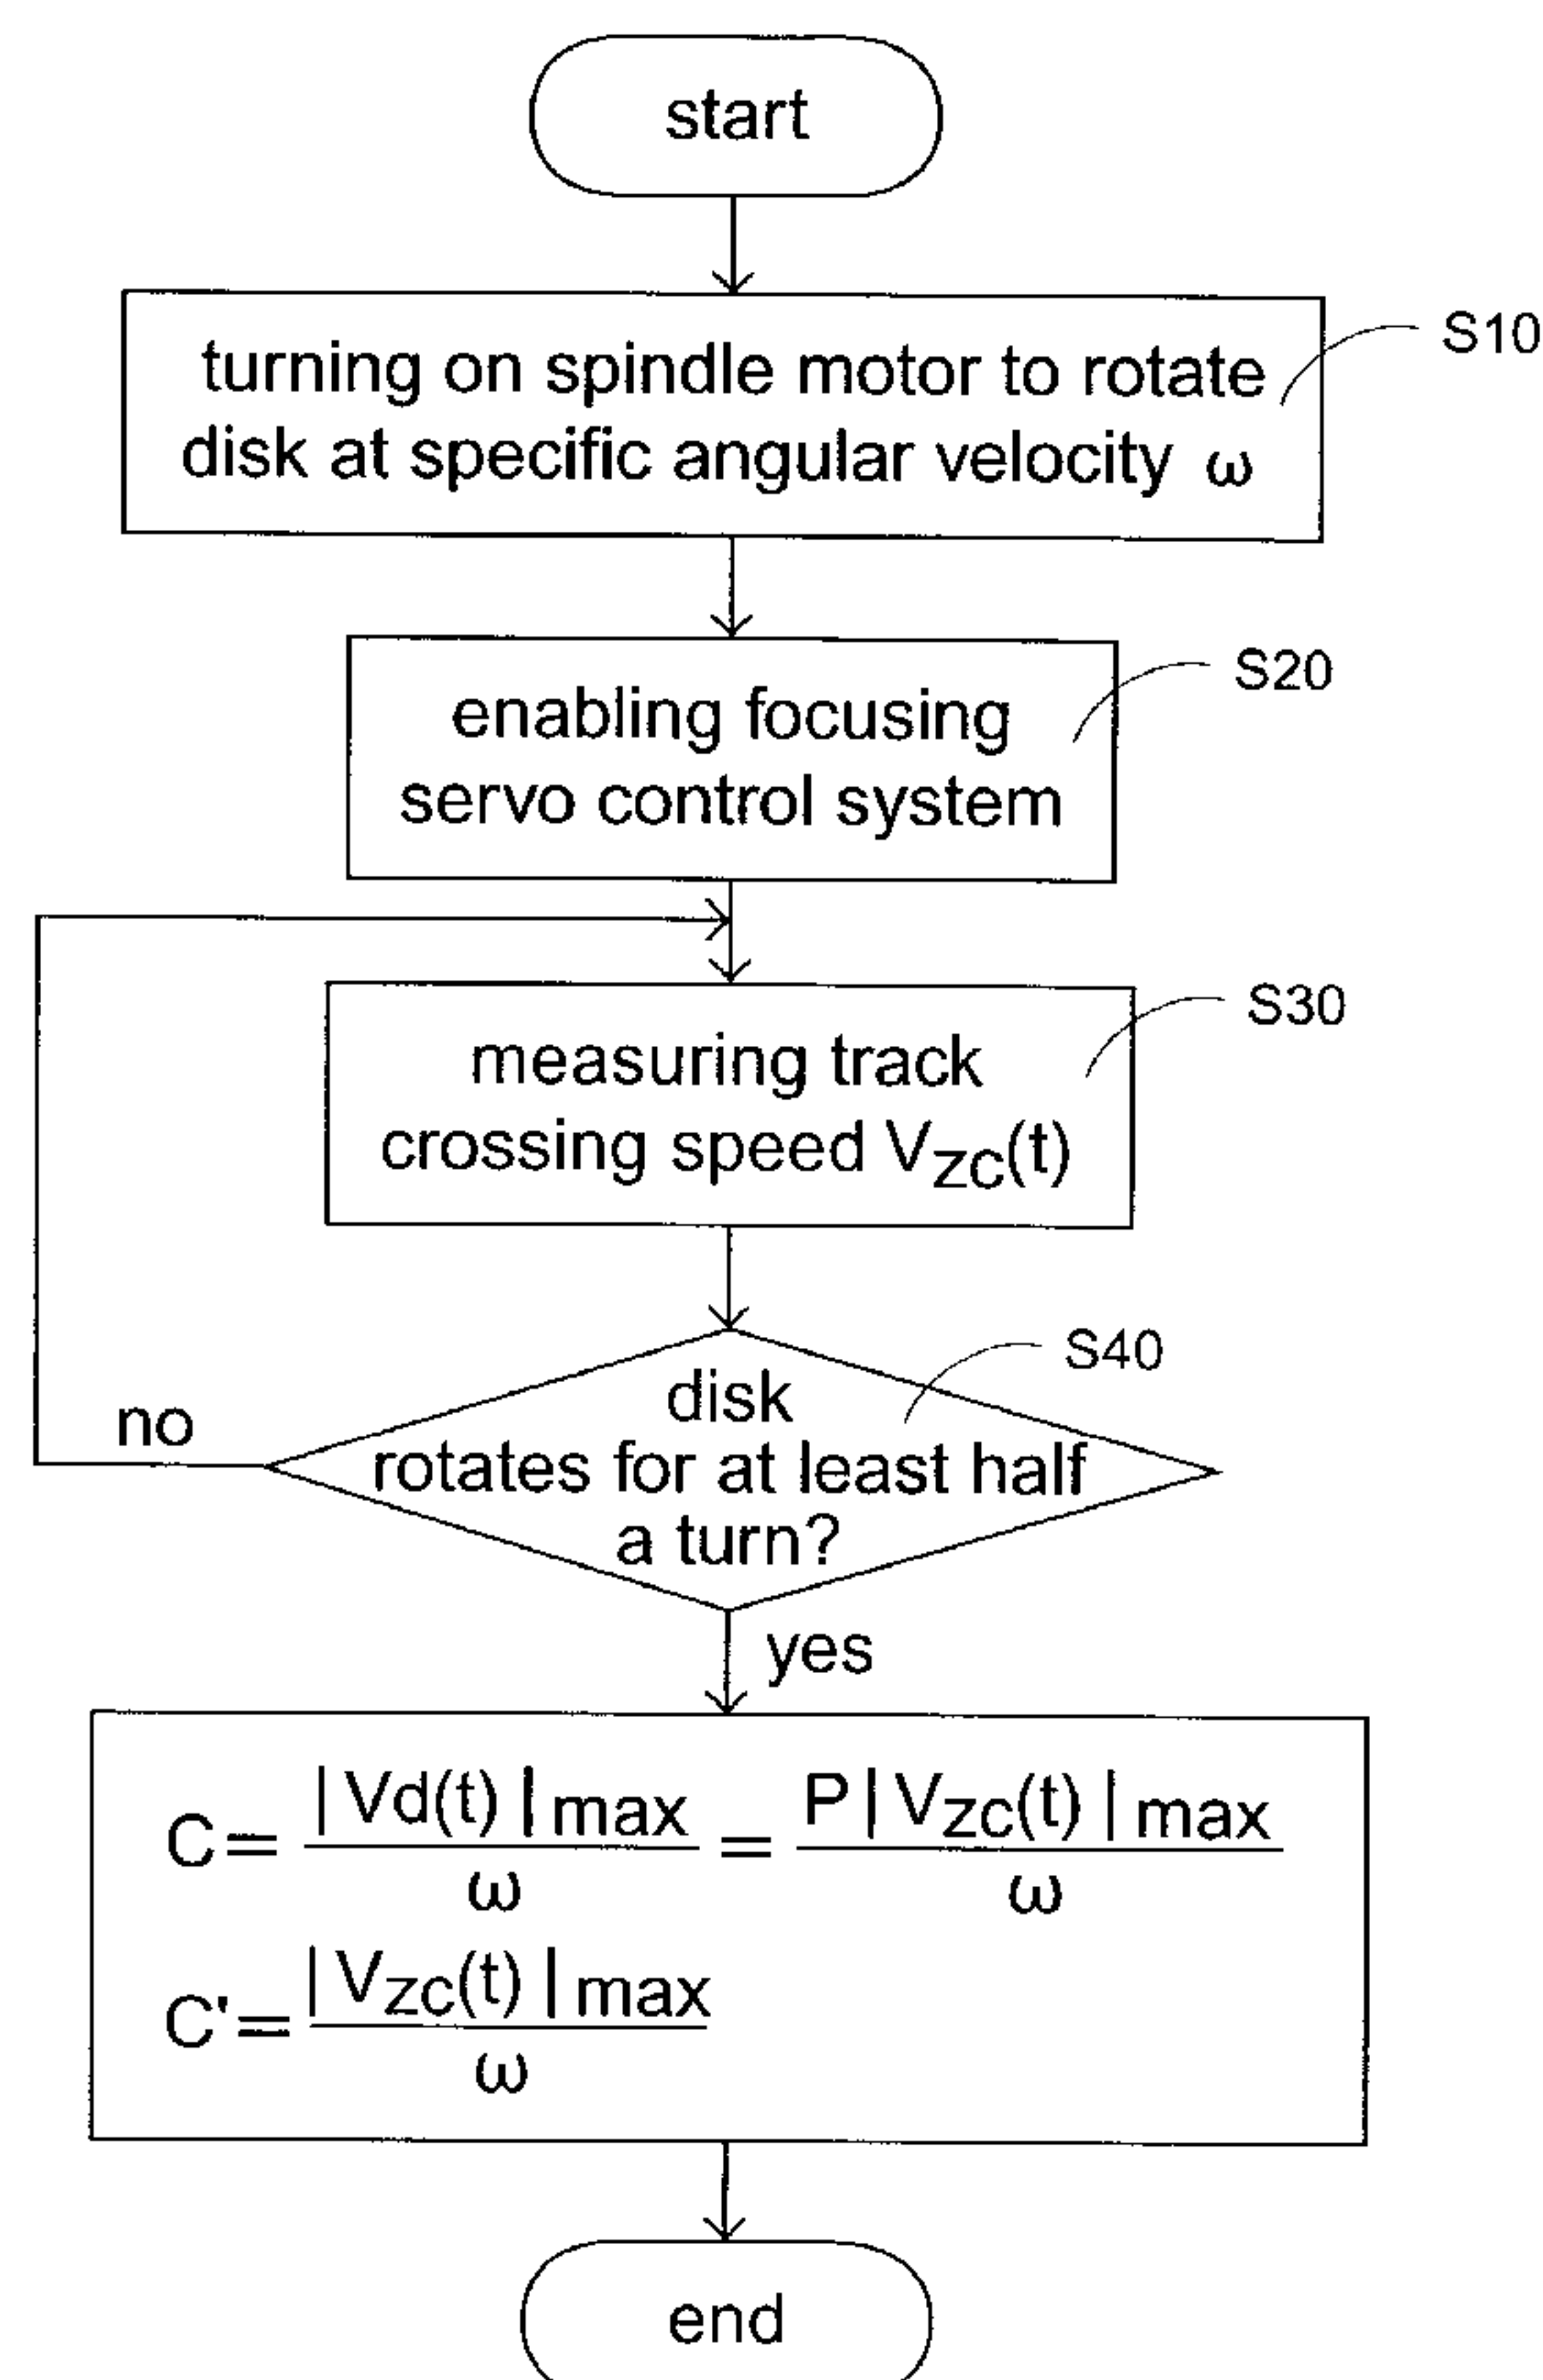 start
turning on spindle motor to rotate
disk at specific angular velocity ω
S10
enabling focusing
servo control system
S20
measuring track
crossing speed V_ZC(t)
S30
disk
rotates for at least half
a turn?
S40
no
yes
C = |Vd(t)|max / ω = P|V_ZC(t)|max / ω
C' = |V_ZC(t)|max / ω
end